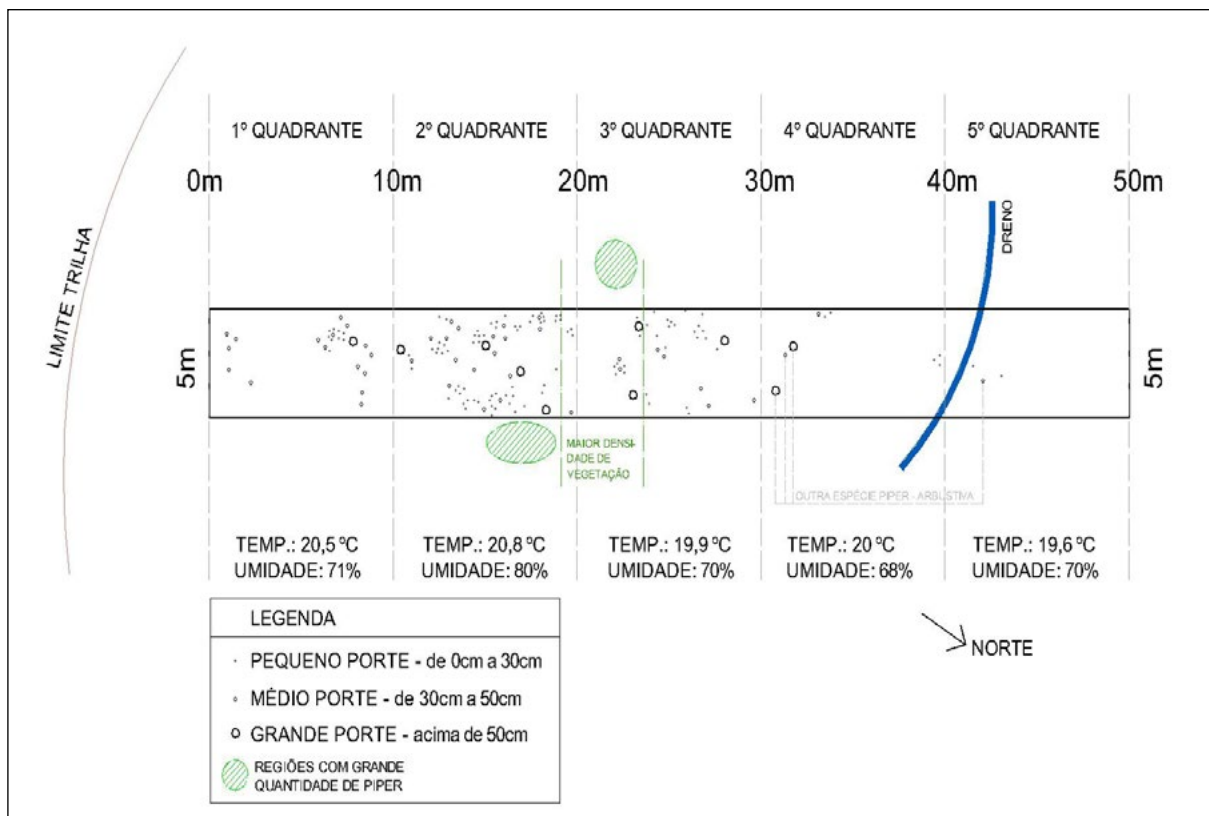 1º QUADRANTE
2º QUADRANTE
3º QUADRANTE
4º QUADRANTE
5º QUADRANTE
0m
10m
20m
30m
40m
50m
LIMITE TRILHA
DRENO
5m
5m
MAIOR DENSI-
DADE DE
VEGETAÇÃO
OUTRA ESPÉCIE PIPER - ARBUSTIVA
TEMP.: 20,5 ºC
UMIDADE: 71%
TEMP.: 20,8 ºC
UMIDADE: 80%
TEMP.: 19,9 ºC
UMIDADE: 70%
TEMP.: 20 ºC
UMIDADE: 68%
TEMP.: 19,6 ºC
UMIDADE: 70%
NORTE
LEGENDA
PEQUENO PORTE - de 0cm a 30cm
MÉDIO PORTE - de 30cm a 50cm
GRANDE PORTE - acima de 50cm
REGIÕES COM GRANDE
QUANTIDADE DE PIPER